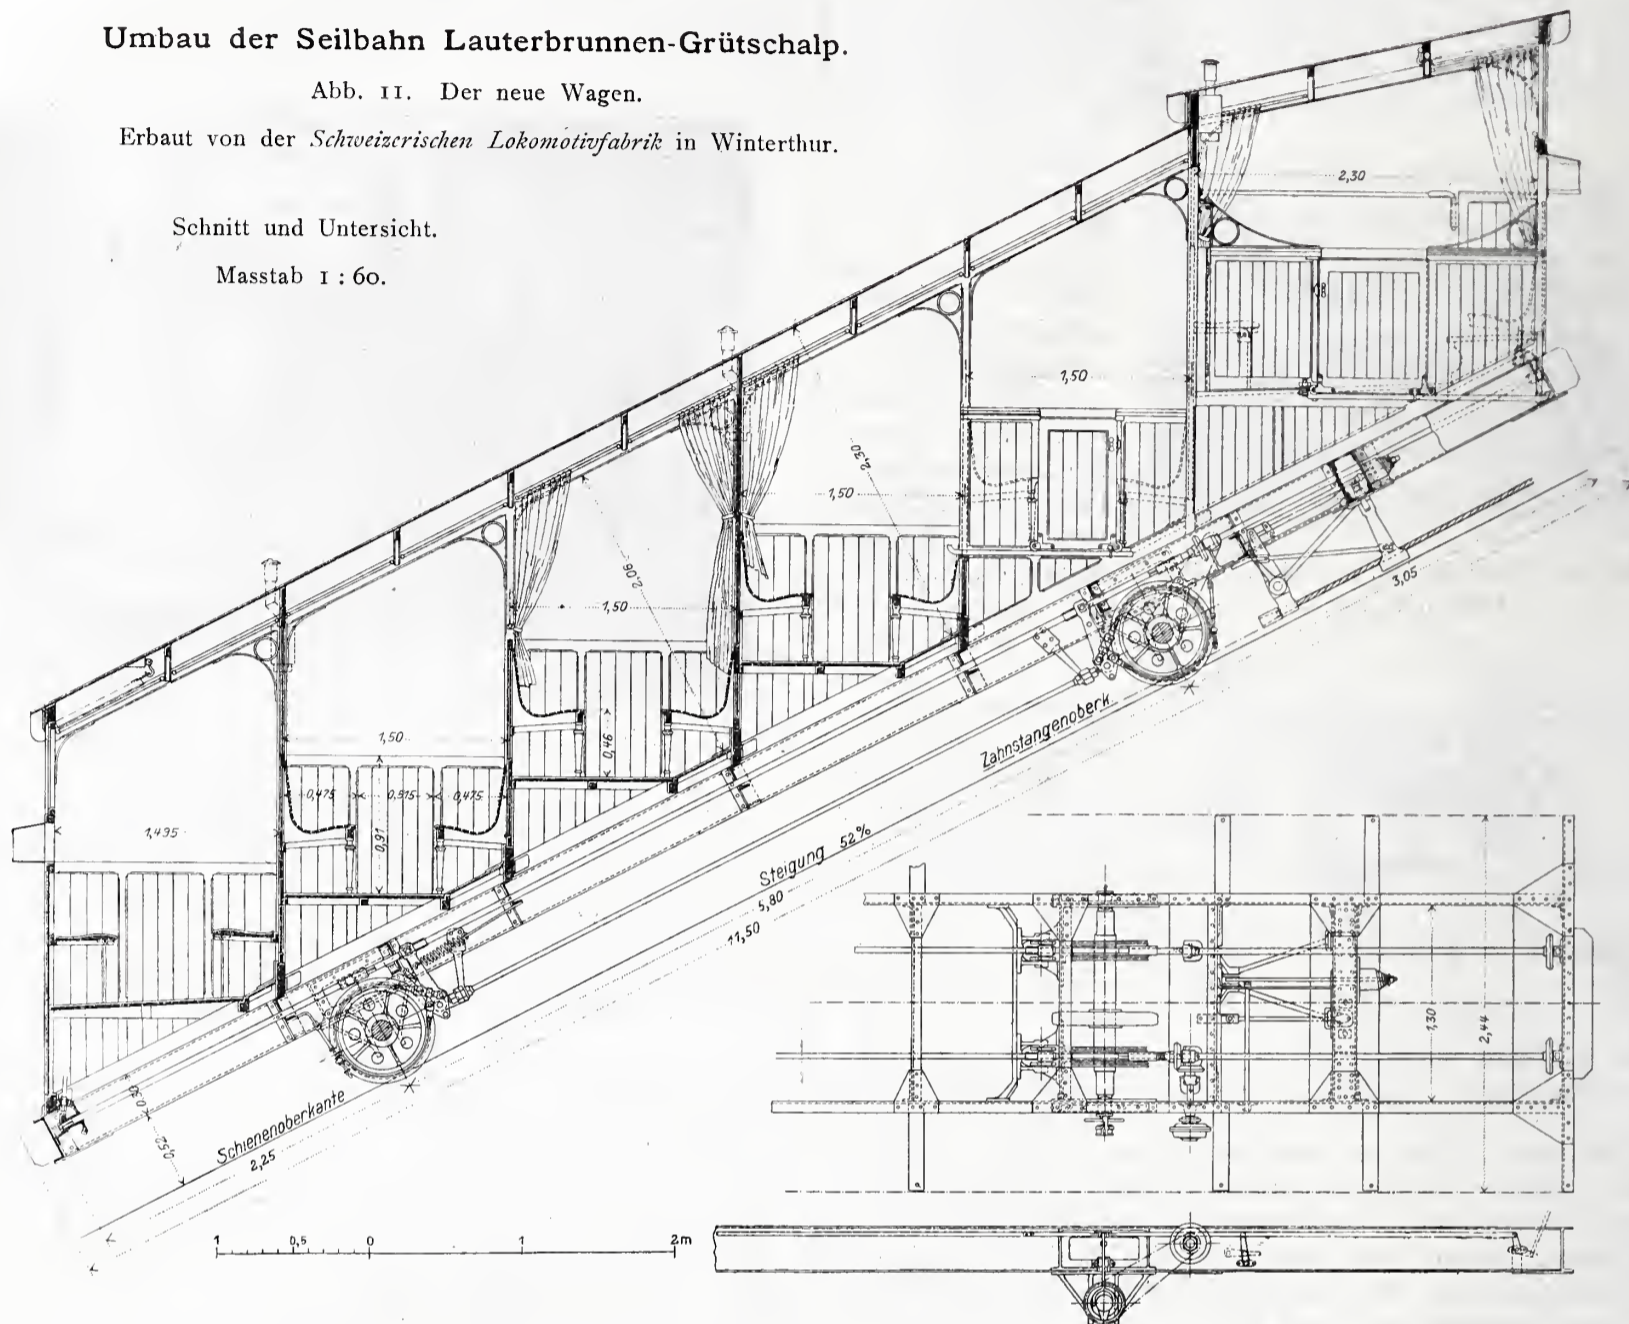 Umbau der Seilbahn Lauterbrunnen-Grütschalp.
Abb. 11. Der neue Wagen.
Erbaut von der Schweizerischen Lokomotivfabrik in Winterthur.
Schnitt und Untersicht.
Masstab 1 : 60.
2,30
1,50
2,30
1,50
2,06
1,50
3,05
0,46
1,50
Zahnstangenoberk.
0,475 0,515 0,475
1,495
0,91
Steigung 52%
5,80
11,50
1,30
2,44
0,30
0,52
Schienenoberkante
2,25
1 0,5 0 1 2m